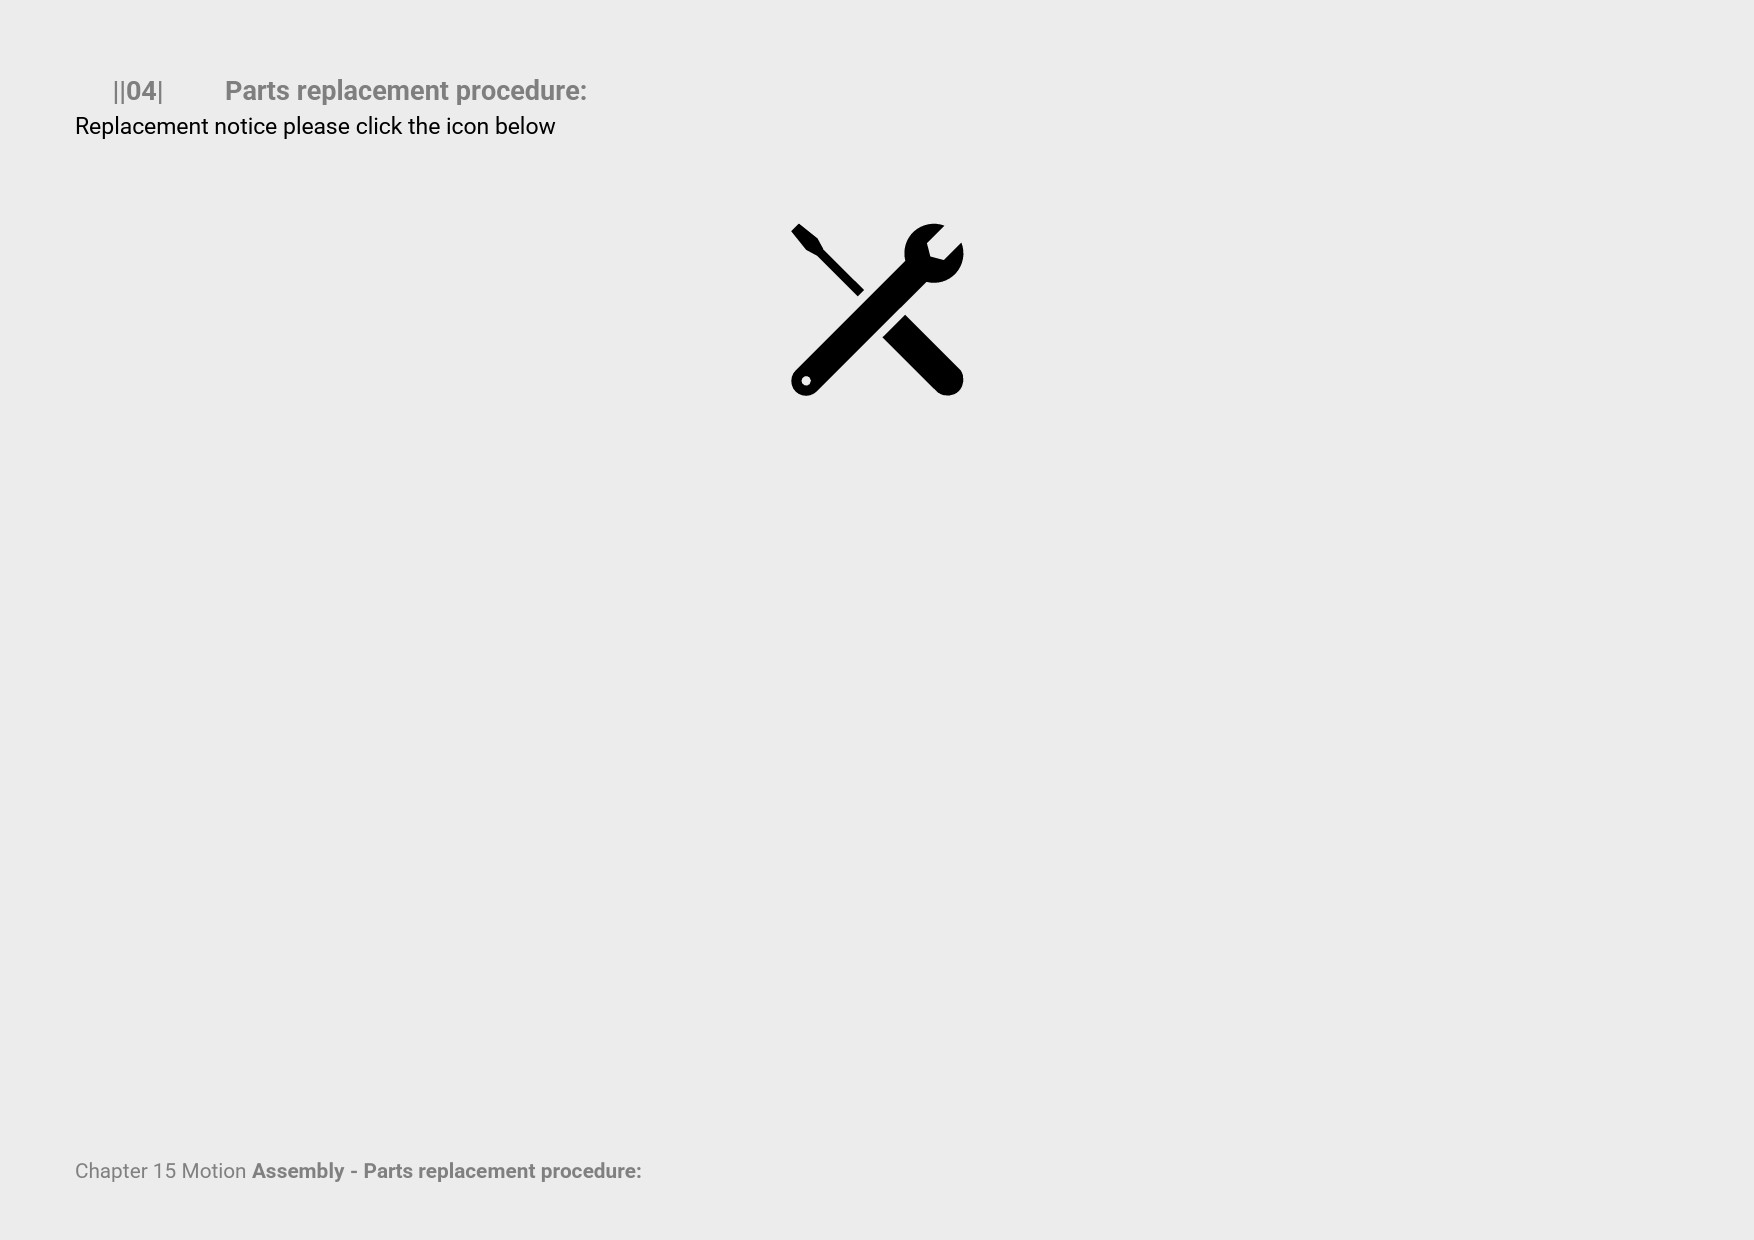 ||04| Parts replacement procedure:
Replacement notice please click the icon below
Chapter 15 Motion Assembly - Parts replacement procedure: